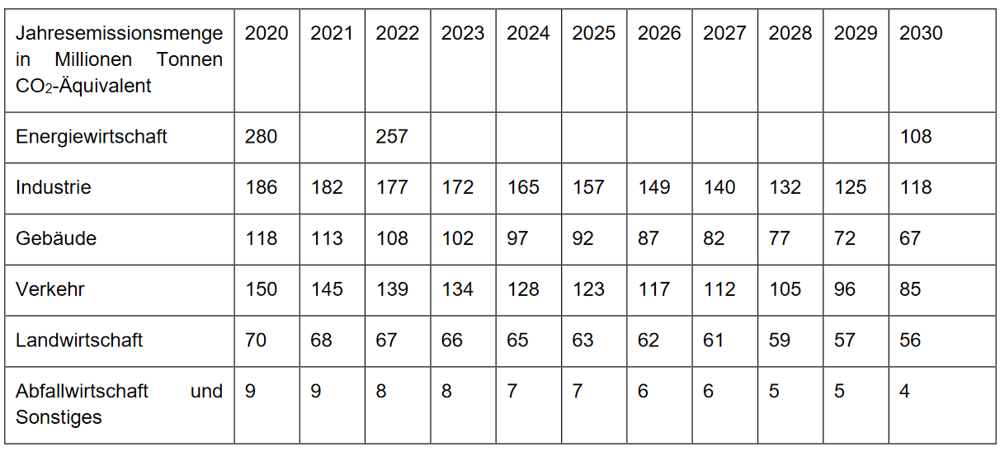 Jahresemissionsmenge 2020 2021 2022 2023 2024 2025 2026 2027 2028 2029 2030
in Millionen Tonnen
CO₂-Äquivalent
Energiewirtschaft 280 257 108
Industrie 186 182 177 172 165 157 149 140 132 125 118
Gebäude 118 113 108 102 97 92 87 82 77 72 67
Verkehr 150 145 139 134 128 123 117 112 105 96 85
Landwirtschaft 70 68 67 66 65 63 62 61 59 57 56
Abfallwirtschaft und 9 9 8 8 7 7 6 6 5 5 4
Sonstiges